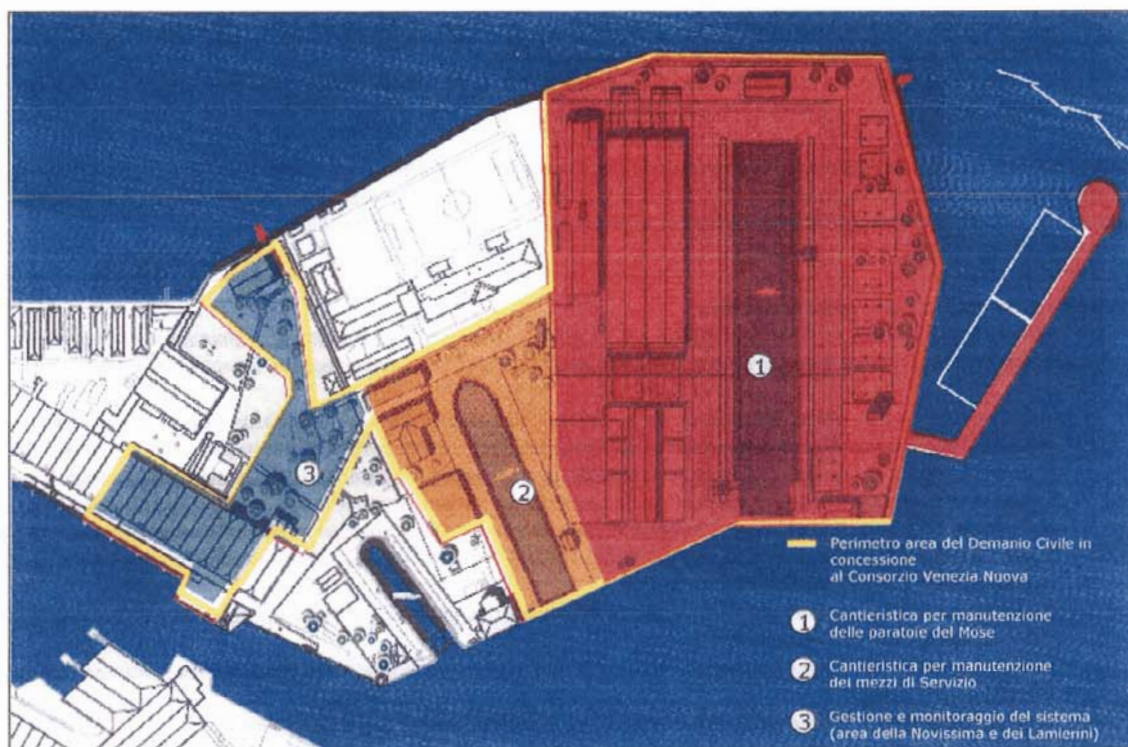 1
2
3
Perimetro area del Demanio Civile in
concessione
al Consorzio Venezia Nuova
1 Cantieristica per manutenzione
delle paratoie del Mose
2 Cantieristica per manutenzione
dei mezzi di Servizio
3 Gestione e monitoraggio del sistema
(area della Novissima e dei Lamierini)